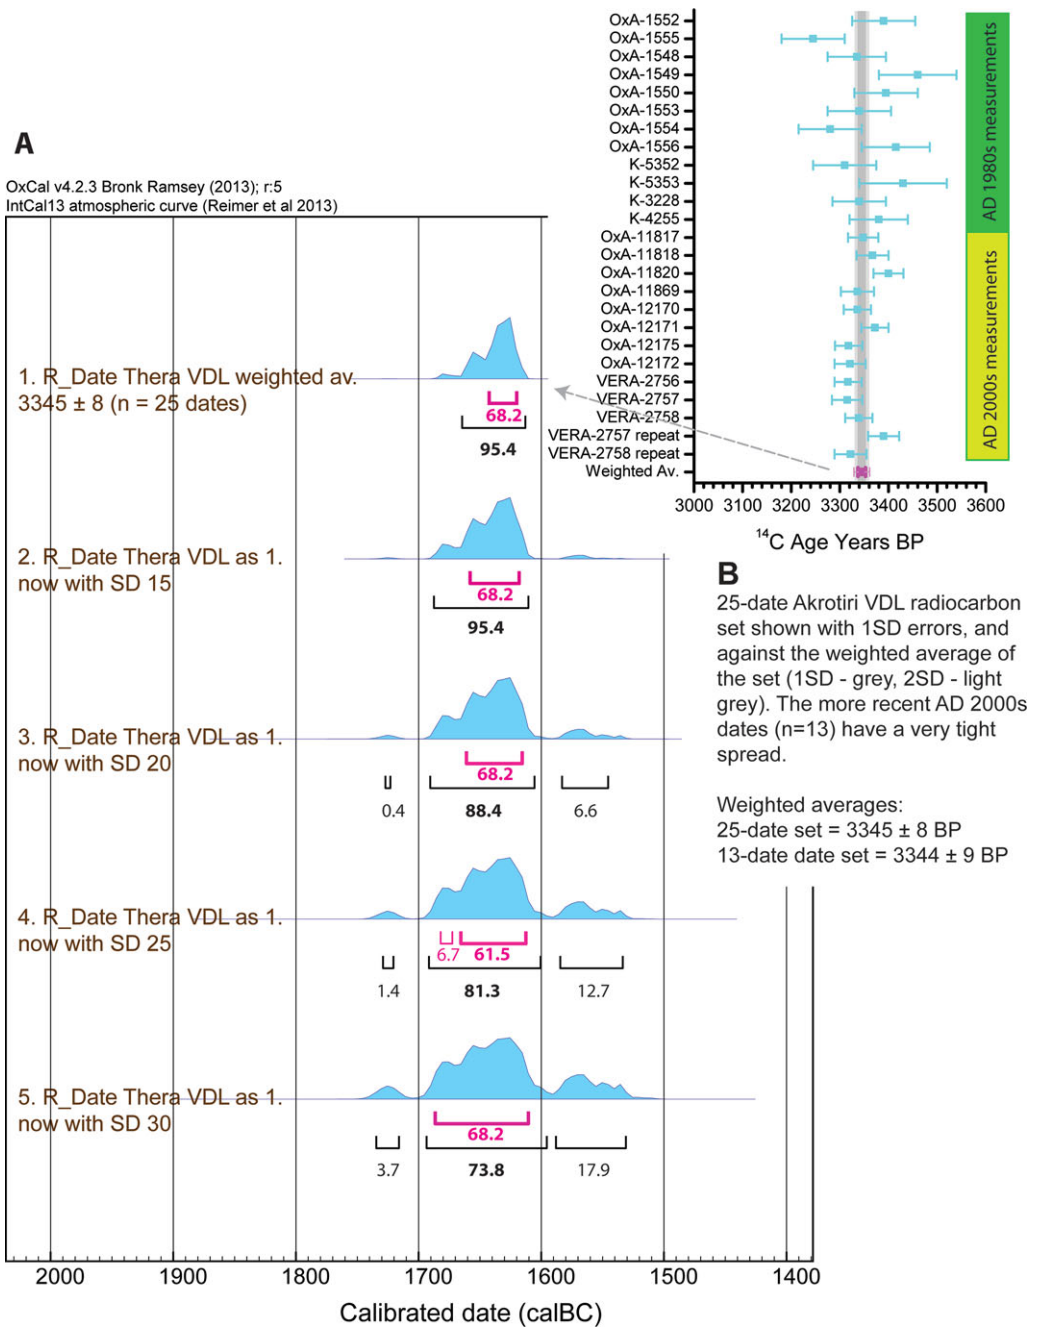 A
OxCal v4.2.3 Bronk Ramsey (2013); r:5
IntCal13 atmospheric curve (Reimer et al 2013)
1. R_Date Thera VDL weighted av.
3345 ± 8 (n = 25 dates)
68.2
95.4
2. R_Date Thera VDL as 1.
now with SD 15
68.2
95.4
3. R_Date Thera VDL as 1.
now with SD 20
68.2
0.4 88.4 6.6
4. R_Date Thera VDL as 1.
now with SD 25
6.7 61.5
1.4 81.3 12.7
5. R_Date Thera VDL as 1.
now with SD 30
68.2
3.7 73.8 17.9
2000 1900 1800 1700 1600 1500 1400
Calibrated date (calBC)
OxA-1552
OxA-1555
OxA-1548
OxA-1549
OxA-1550
OxA-1553
OxA-1554
OxA-1556
K-5352
K-5353
K-3228
K-4255
OxA-11817
OxA-11818
OxA-11820
OxA-11869
OxA-12170
OxA-12171
OxA-12175
OxA-12172
VERA-2756
VERA-2757
VERA-2758
VERA-2757 repeat
VERA-2758 repeat
Weighted Av.
AD 1980s measurements
AD 2000s measurements
3000 3100 3200 3300 3400 3500 3600
¹⁴C Age Years BP
B
25-date Akrotiri VDL radiocarbon
set shown with 1SD errors, and
against the weighted average of
the set (1SD - grey, 2SD - light
grey). The more recent AD 2000s
dates (n=13) have a very tight
spread.
Weighted averages:
25-date set = 3345 ± 8 BP
13-date date set = 3344 ± 9 BP